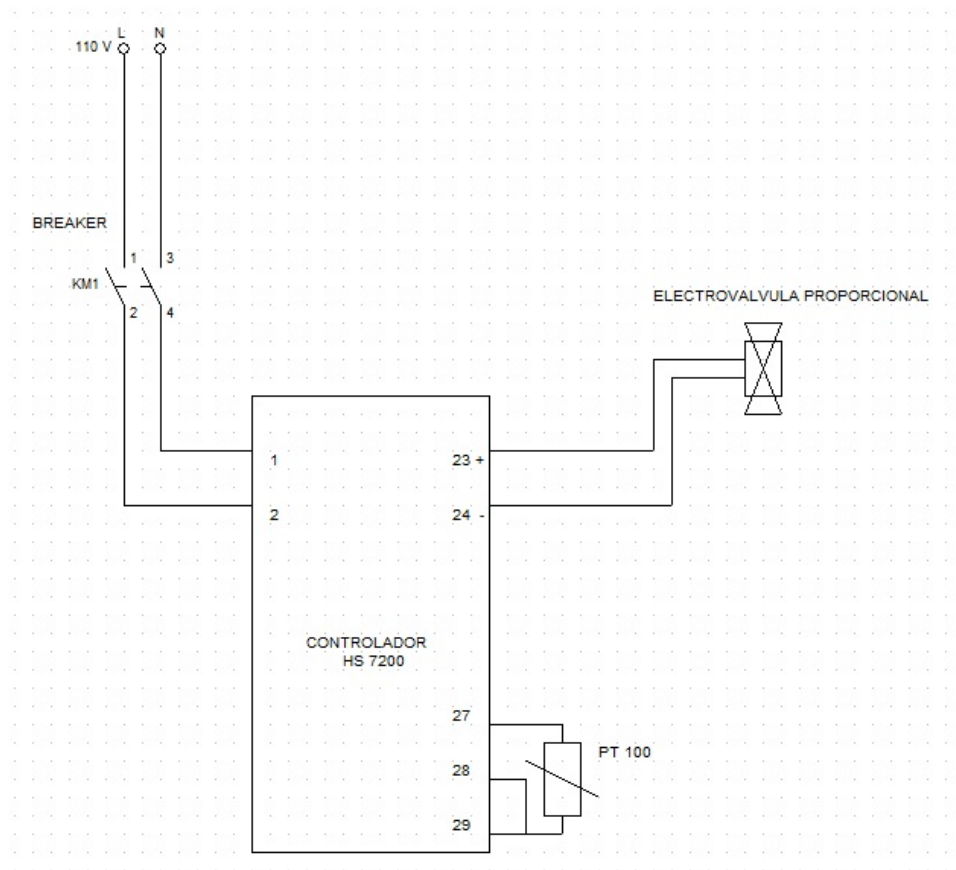 L N
110 V
BREAKER
1 3
KM1
2 4
ELECTROVALVULA PROPORCIONAL
1 23 +
2 24 -
CONTROLADOR
HS 7200
27
PT 100
28
29